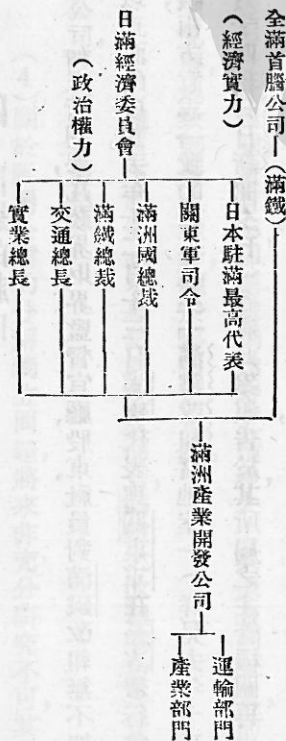 全滿首腦公司—（滿鐵）
（經濟實力）
日滿經濟委員會
（政治權力）
日本駐滿最高代表
關東軍司令
滿洲國總裁
滿鐵總裁
交通總長
實業總長
滿洲產業開發公司
運輸部門
產業部門